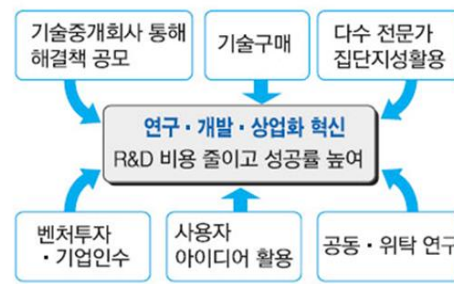 기술중개회사 통해
해결책 공모
기술구매
다수 전문가
집단지성활용
연구·개발·상업화 혁신
R&D 비용 줄이고 성공률 높여
벤처투자
·기업인수
사용자
아이디어 활용
공동·위탁 연구